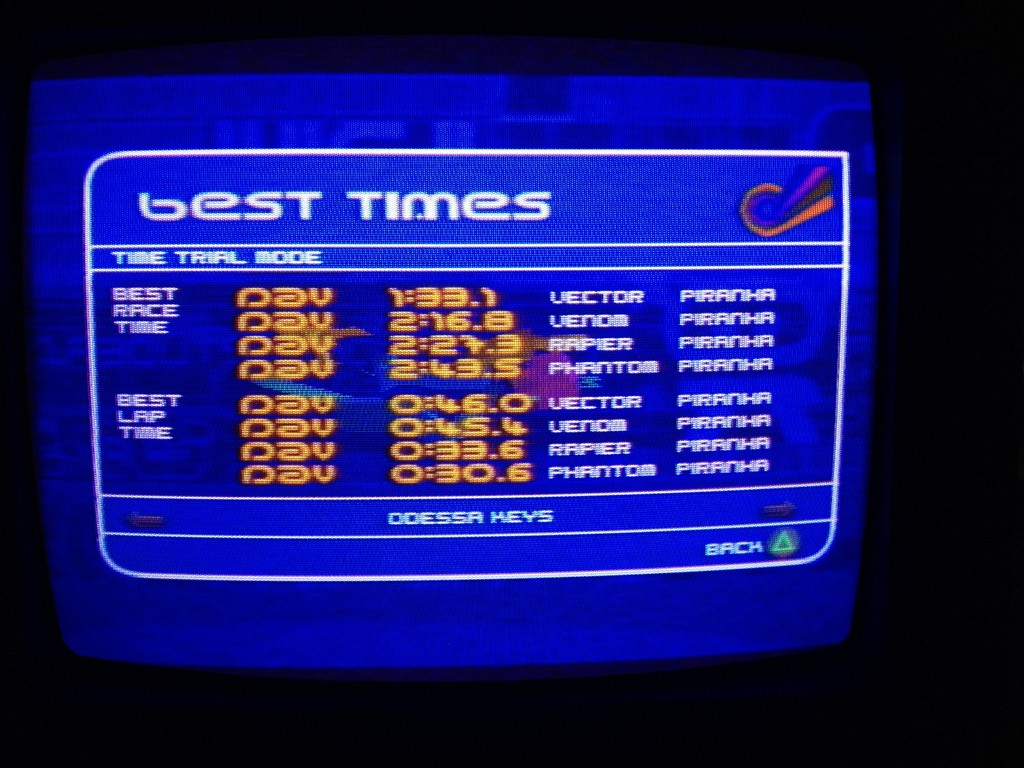 BEST TIMES
TIME TRIAL MODE
BEST RACE TIME
DAV 1:33.1 VECTOR PIRANHA
DAV 2:16.8 VENOM PIRANHA
DAV 2:27.3 RAPIER PIRANHA
DAV 2:43.5 PHANTOM PIRANHA
BEST LAP TIME
DAV 0:46.0 VECTOR PIRANHA
DAV 0:45.4 VENOM PIRANHA
DAV 0:33.6 RAPIER PIRANHA
DAV 0:30.6 PHANTOM PIRANHA
ODESSA KEYS
BACK